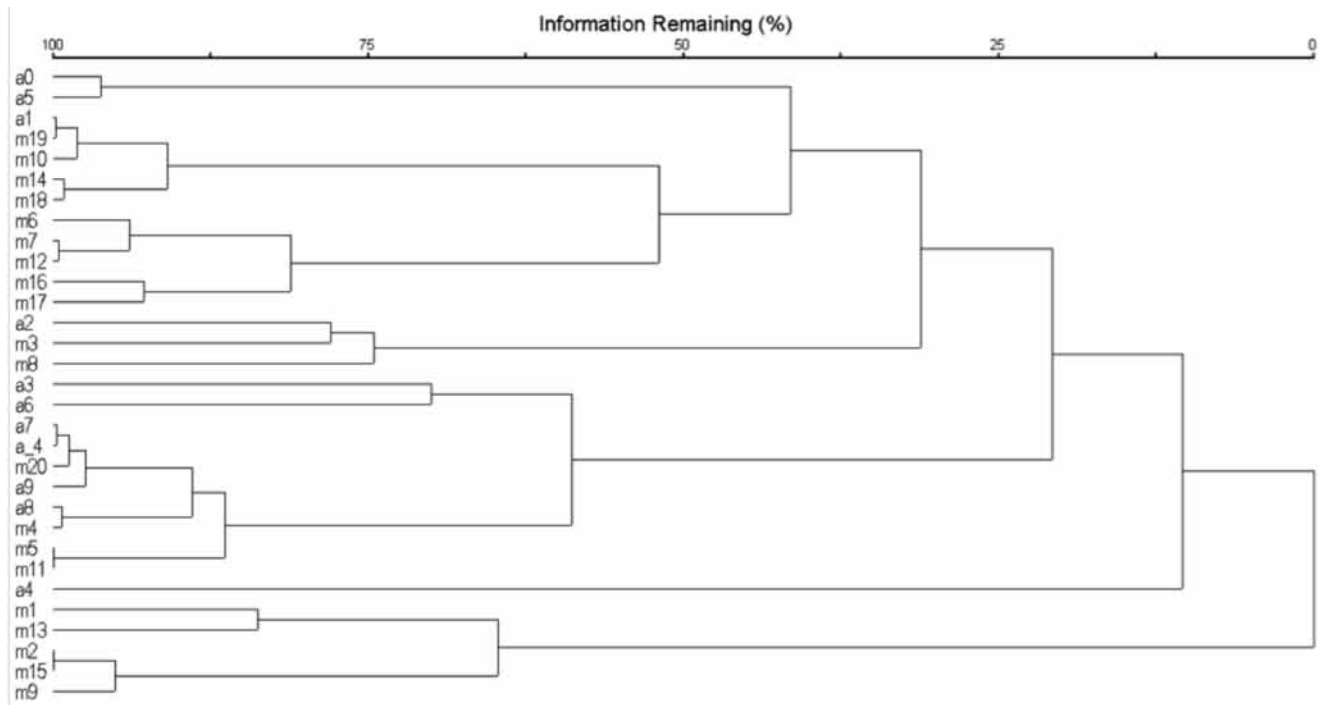 Information Remaining (%)
100 75 50 25 0
a0
a5
a1
m19
m10
m14
m18
m6
m7
m12
m16
m17
a2
m3
m8
a3
a6
a7
a_4
m20
a9
a8
m4
m5
m11
a4
m1
m13
m2
m15
m9